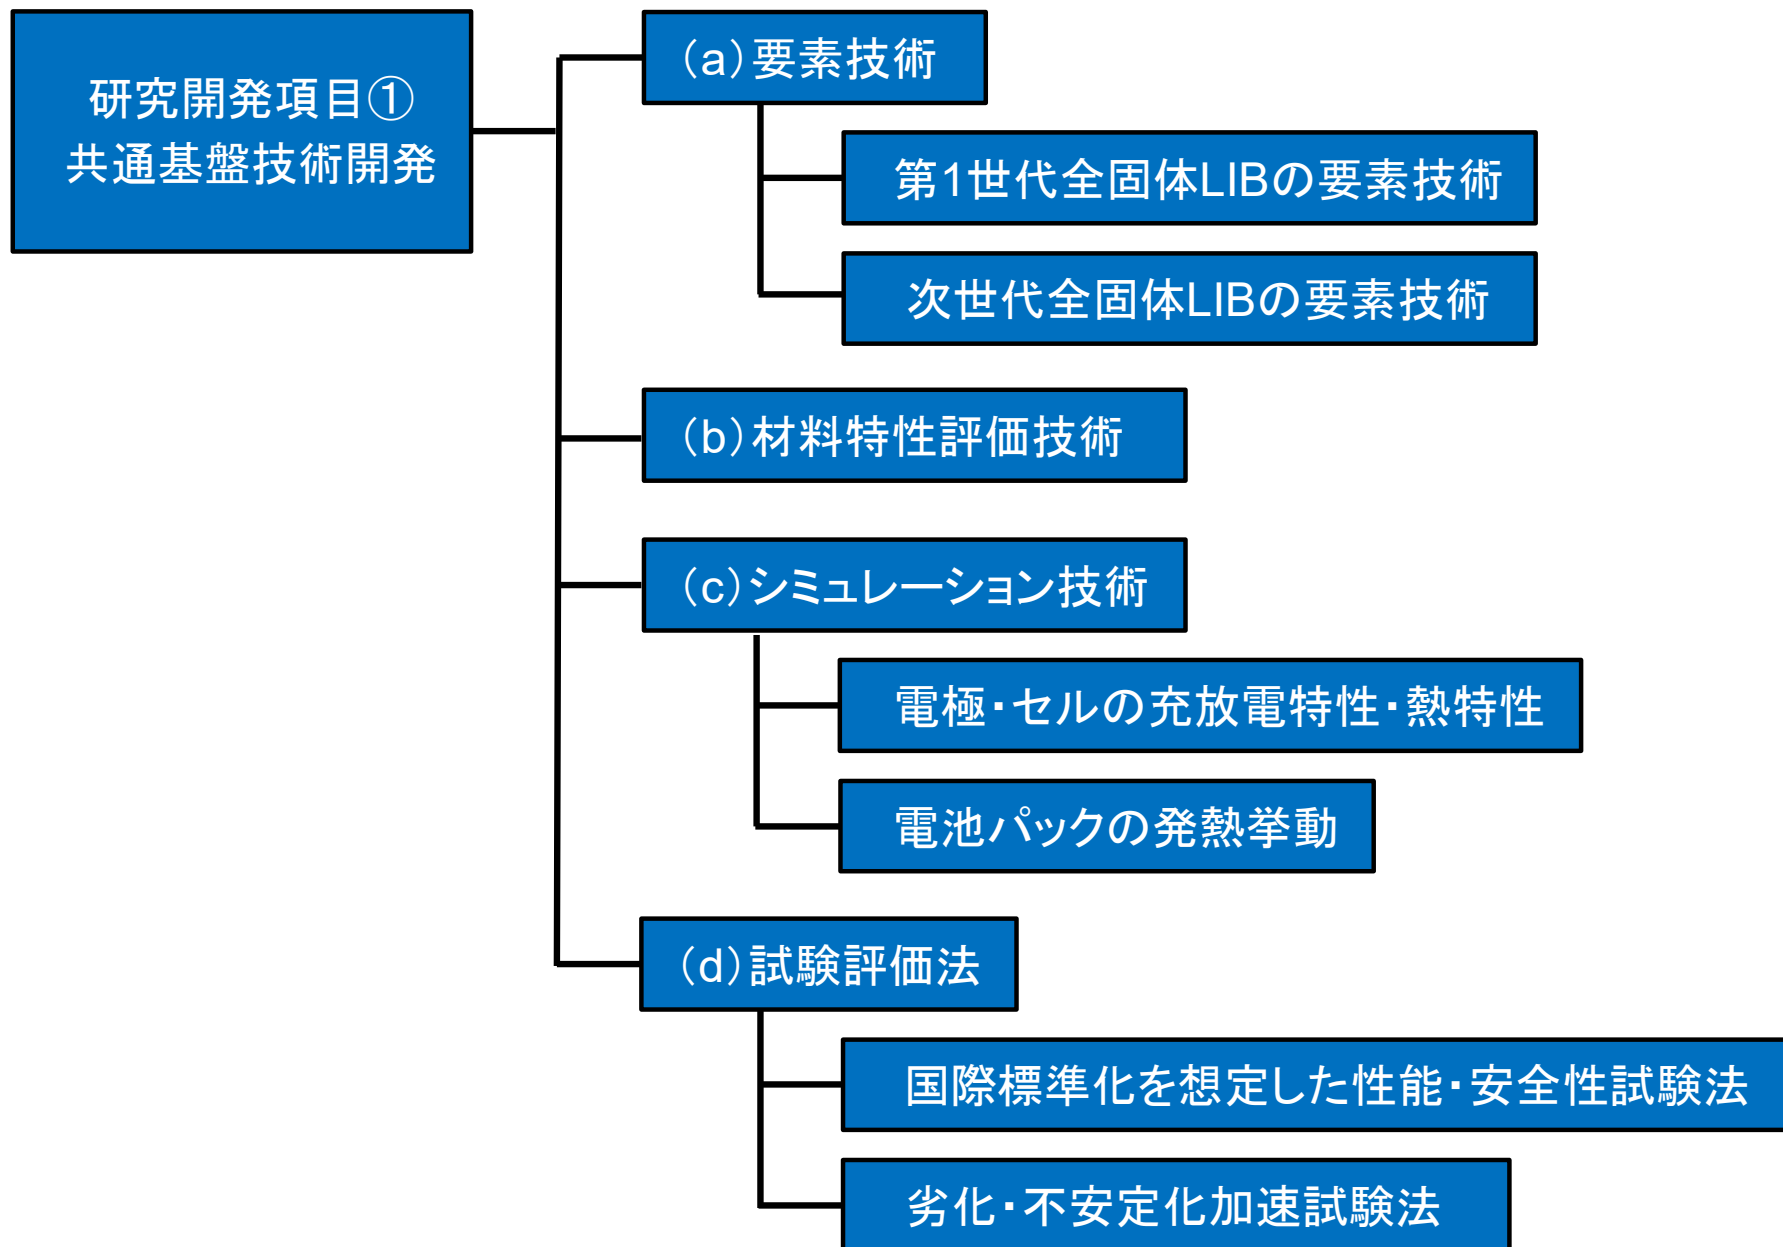 研究開発項目①
共通基盤技術開発
（a）要素技術
第1世代全固体LIBの要素技術
次世代全固体LIBの要素技術
（b）材料特性評価技術
（c）シミュレーション技術
電極・セルの充放電特性・熱特性
電池パックの発熱挙動
（d）試験評価法
国際標準化を想定した性能・安全性試験法
劣化・不安定化加速試験法